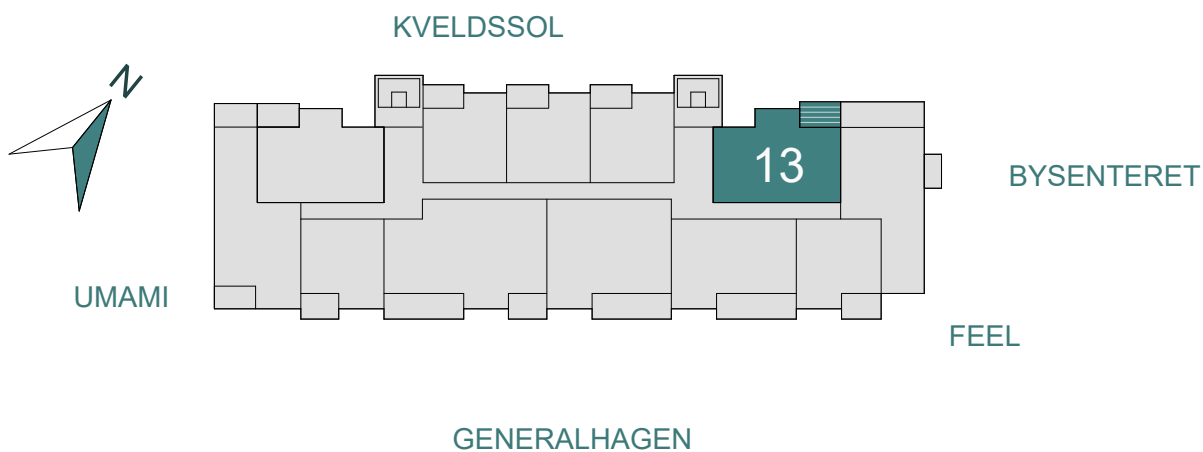 KVELDSSOL
N
13
BYSENTERET
UMAMI
FEEL
GENERALHAGEN